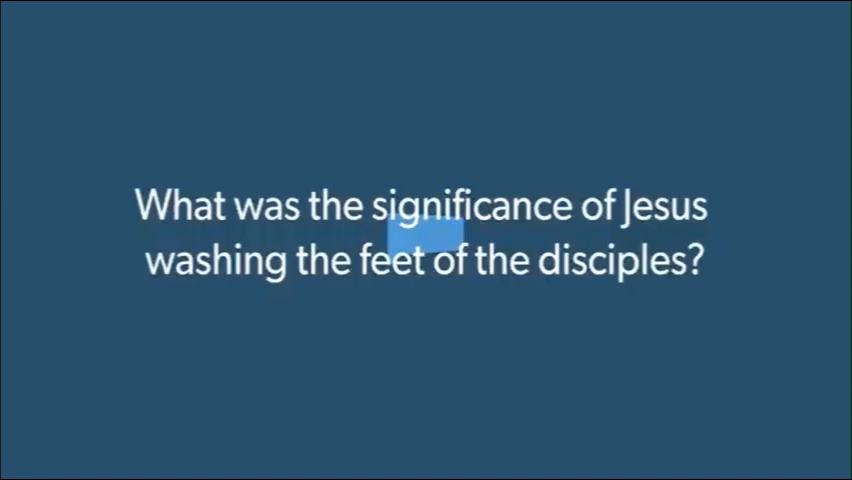 What was the significance of Jesus
washing the feet of the disciples?